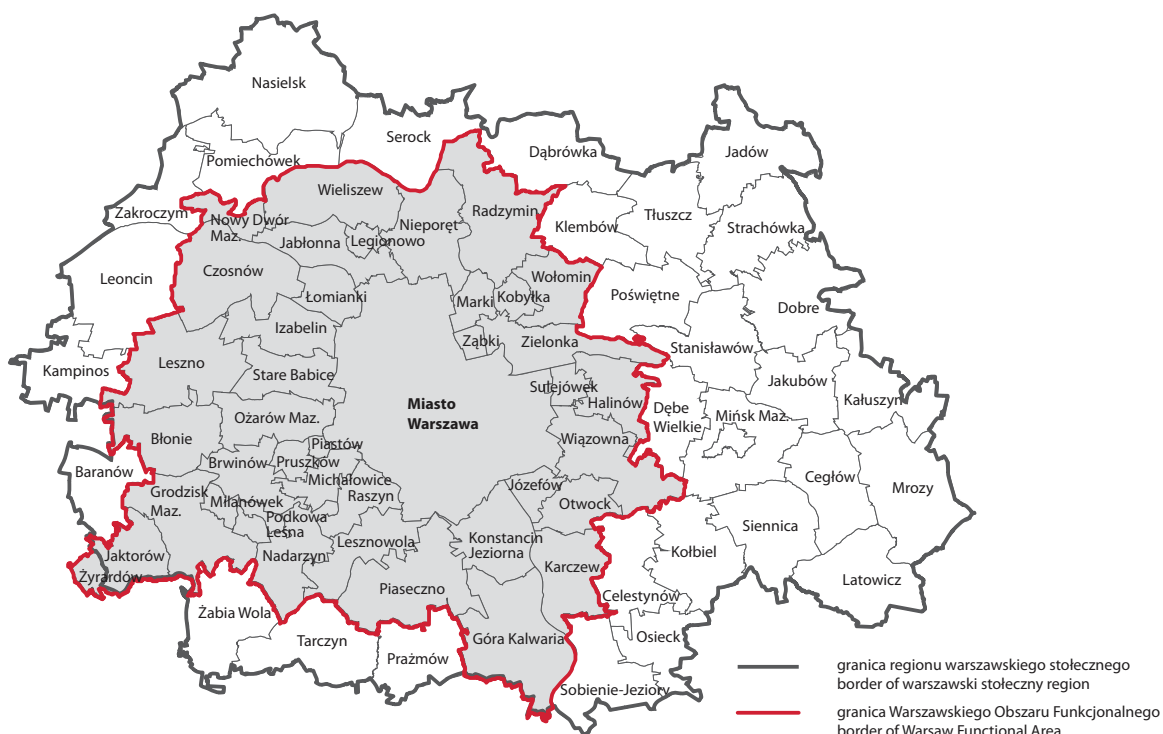 Nasielsk
Serock
Dąbrówka
Jadów
Pomiechówek
Wieliszew
Zakroczym
Nowy Dwór
Maz.
Nieporęt
Radzymin
Klembów
Tłuszcz
Strachówka
Jabłonna
Legionowo
Leoncin
Czosnów
Łomianki
Wołomin
Marki
Kobyłka
Poświętne
Dobre
Izabelin
Ząbki
Zielonka
Stanisławów
Kampinos
Leszno
Stare Babice
Sulejówek
Halinów
Jakubów
Kałuszyn
Miasto
Warszawa
Ożarów Maz.
Dębe
Wielkie
Mińsk Maz.
Błonie
Piastów
Wiązowna
Baranów
Brwinów
Pruszków
Michałowice
Raszyn
Józefów
Cegłów
Mrozy
Grodzisk
Maz.
Milanówek
Otwock
Podkowa
Leśna
Siennica
Jaktorów
Nadarzyn
Lesznowola
Konstancin
Jeziorna
Kołbiel
Karczew
Żyrardów
Piaseczno
Celestynów
Latowicz
Żabia Wola
Tarczyn
Prażmów
Góra Kalwaria
Osieck
Sobienie-Jeziory
granica regionu warszawskiego stołecznego
border of warszawski stołeczny region
granica Warszawskiego Obszaru Funkcjonalnego
border of Warsaw Functional Area